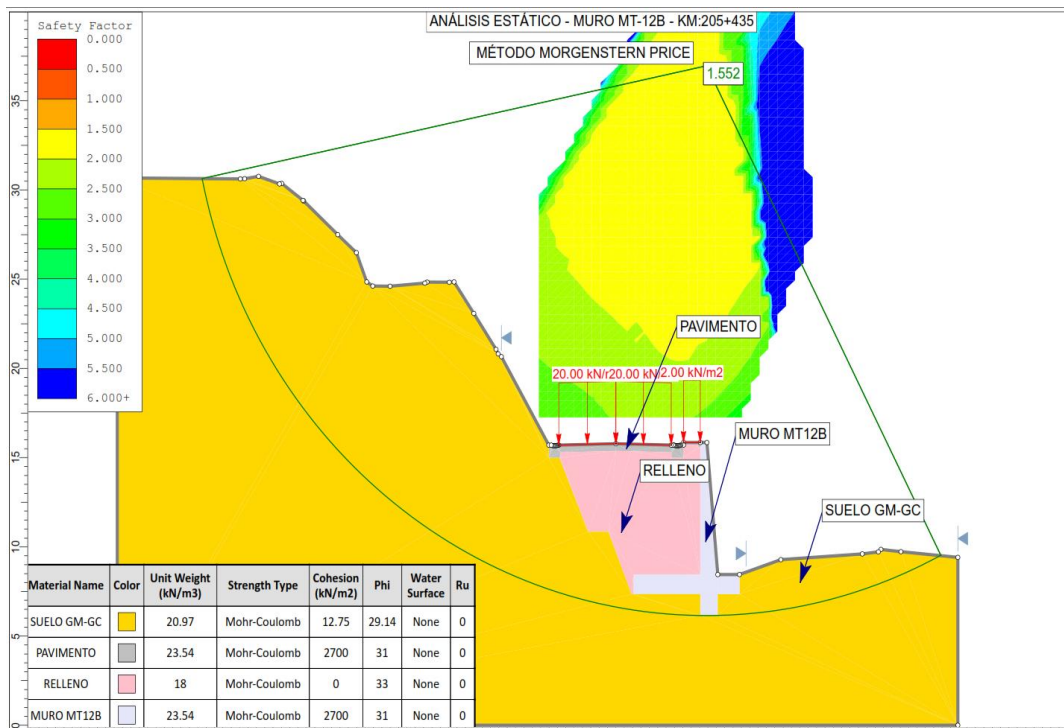 ANÁLISIS ESTÁTICO - MURO MT-12B - KM:205+435
MÉTODO MORGENSTERN PRICE
1.552
Safety Factor
0.000
0.500
1.000
1.500
2.000
2.500
3.000
3.500
4.000
4.500
5.000
5.500
6.000+
35
30
25
20
15
10
5
0
PAVIMENTO
20.00 kN/r
20.00 kN/
2.00 kN/m2
MURO MT12B
RELLENO
SUELO GM-GC
Material Name Color Unit Weight (kN/m3) Strength Type Cohesion (kN/m2) Phi Water Surface Ru
SUELO GM-GC 20.97 Mohr-Coulomb 12.75 29.14 None 0
PAVIMENTO 23.54 Mohr-Coulomb 2700 31 None 0
RELLENO 18 Mohr-Coulomb 0 33 None 0
MURO MT12B 23.54 Mohr-Coulomb 2700 31 None 0